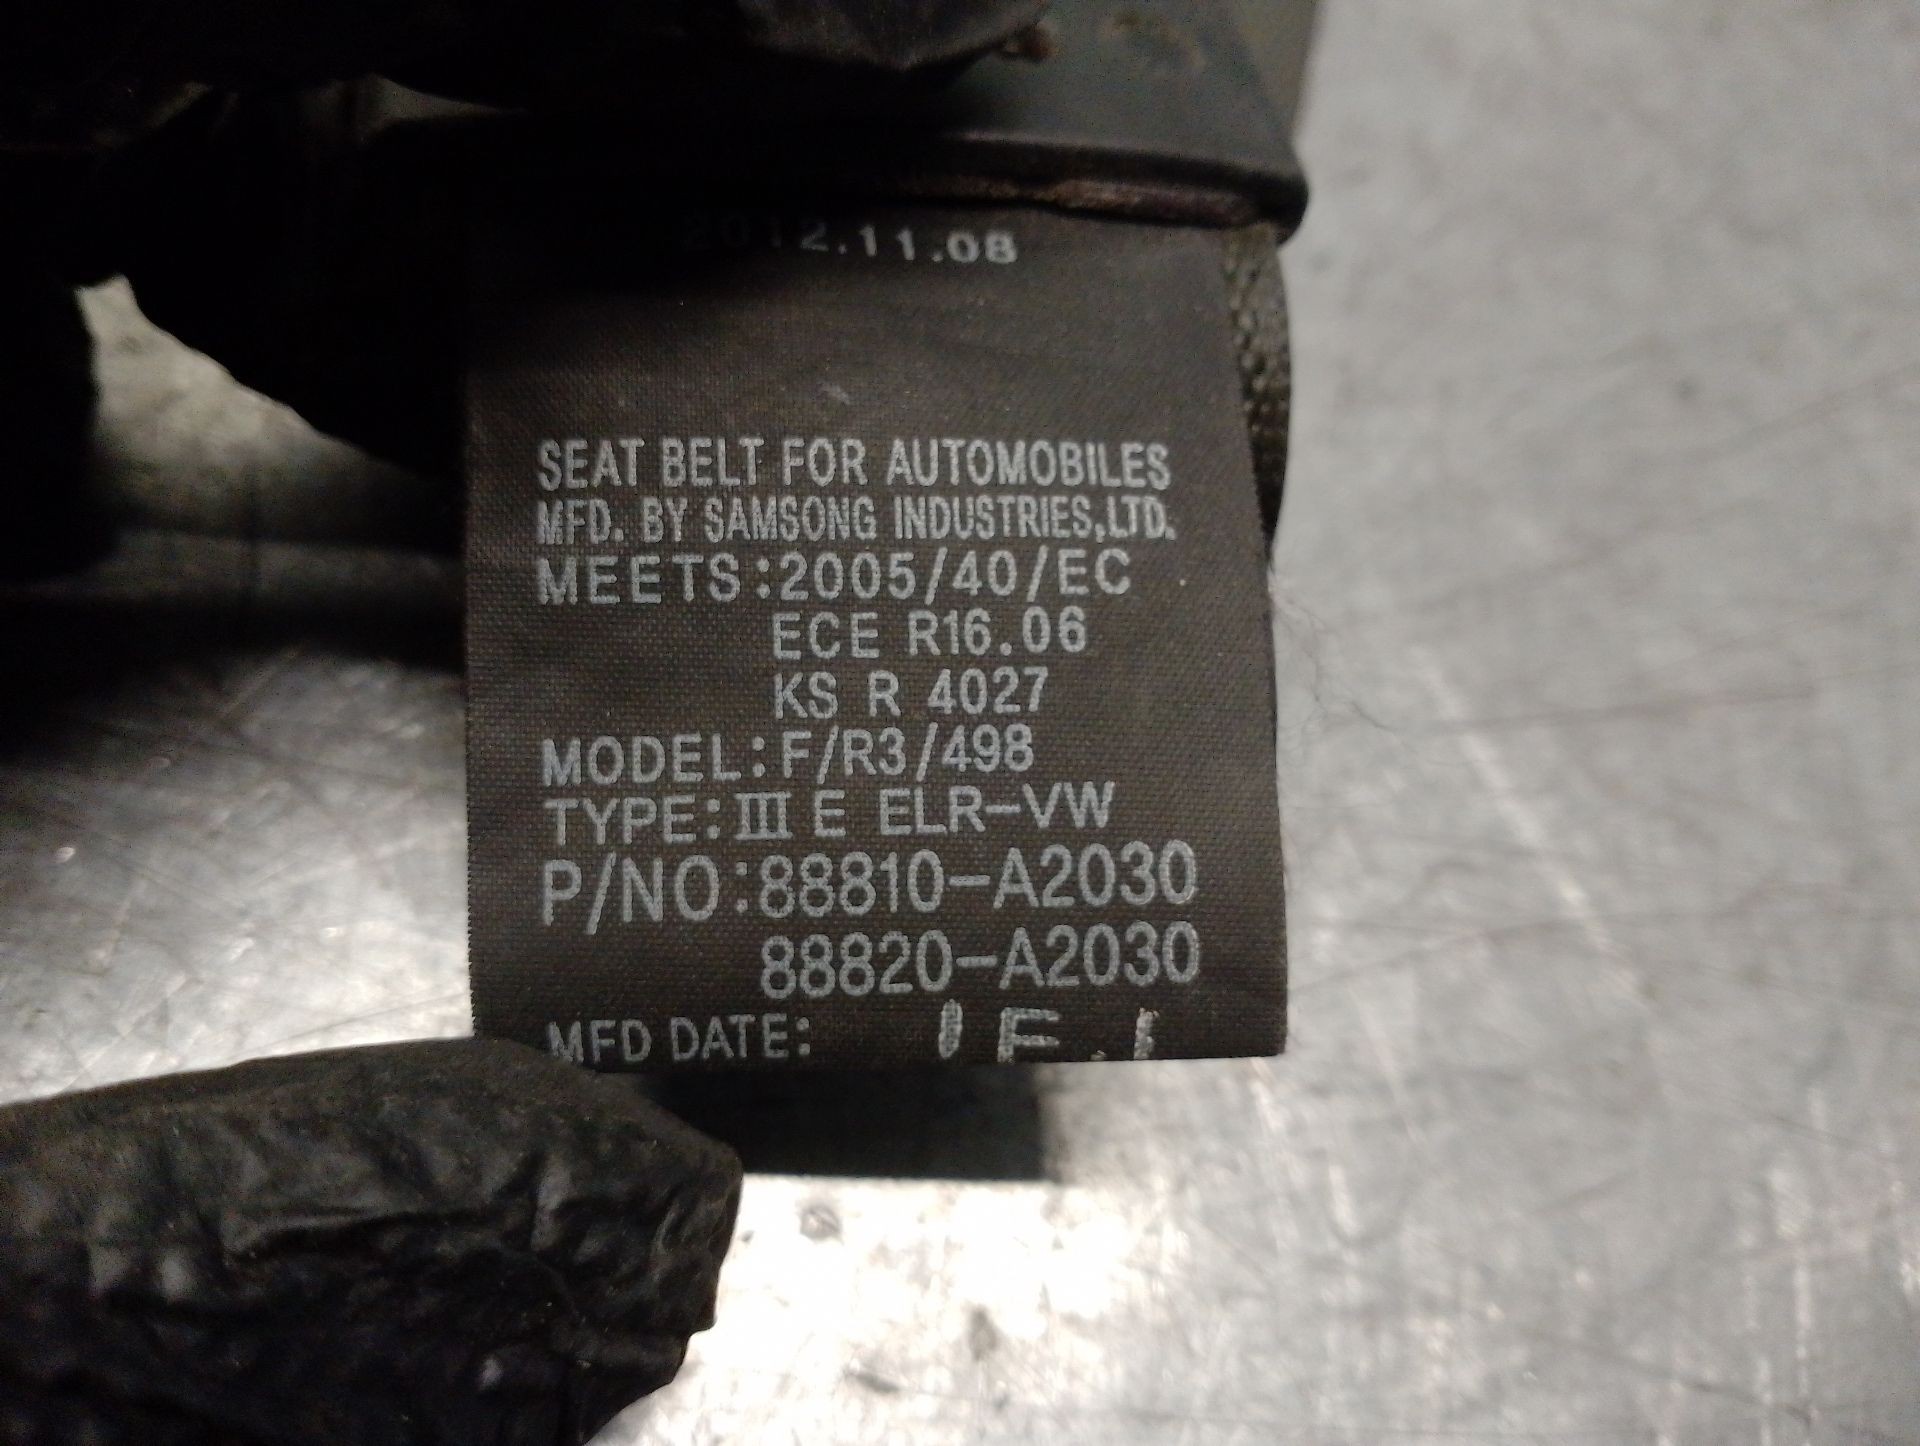 2012.11.08
SEAT BELT FOR AUTOMOBILES
MFD. BY SAMSONG INDUSTRIES,LTD.
MEETS:2005/40/EC
ECE R16.06
KS R 4027
MODEL:F/R3/498
TYPE:Ⅲ E ELR-VW
P/NO:88810-A2030
88820-A2030
MFD DATE: